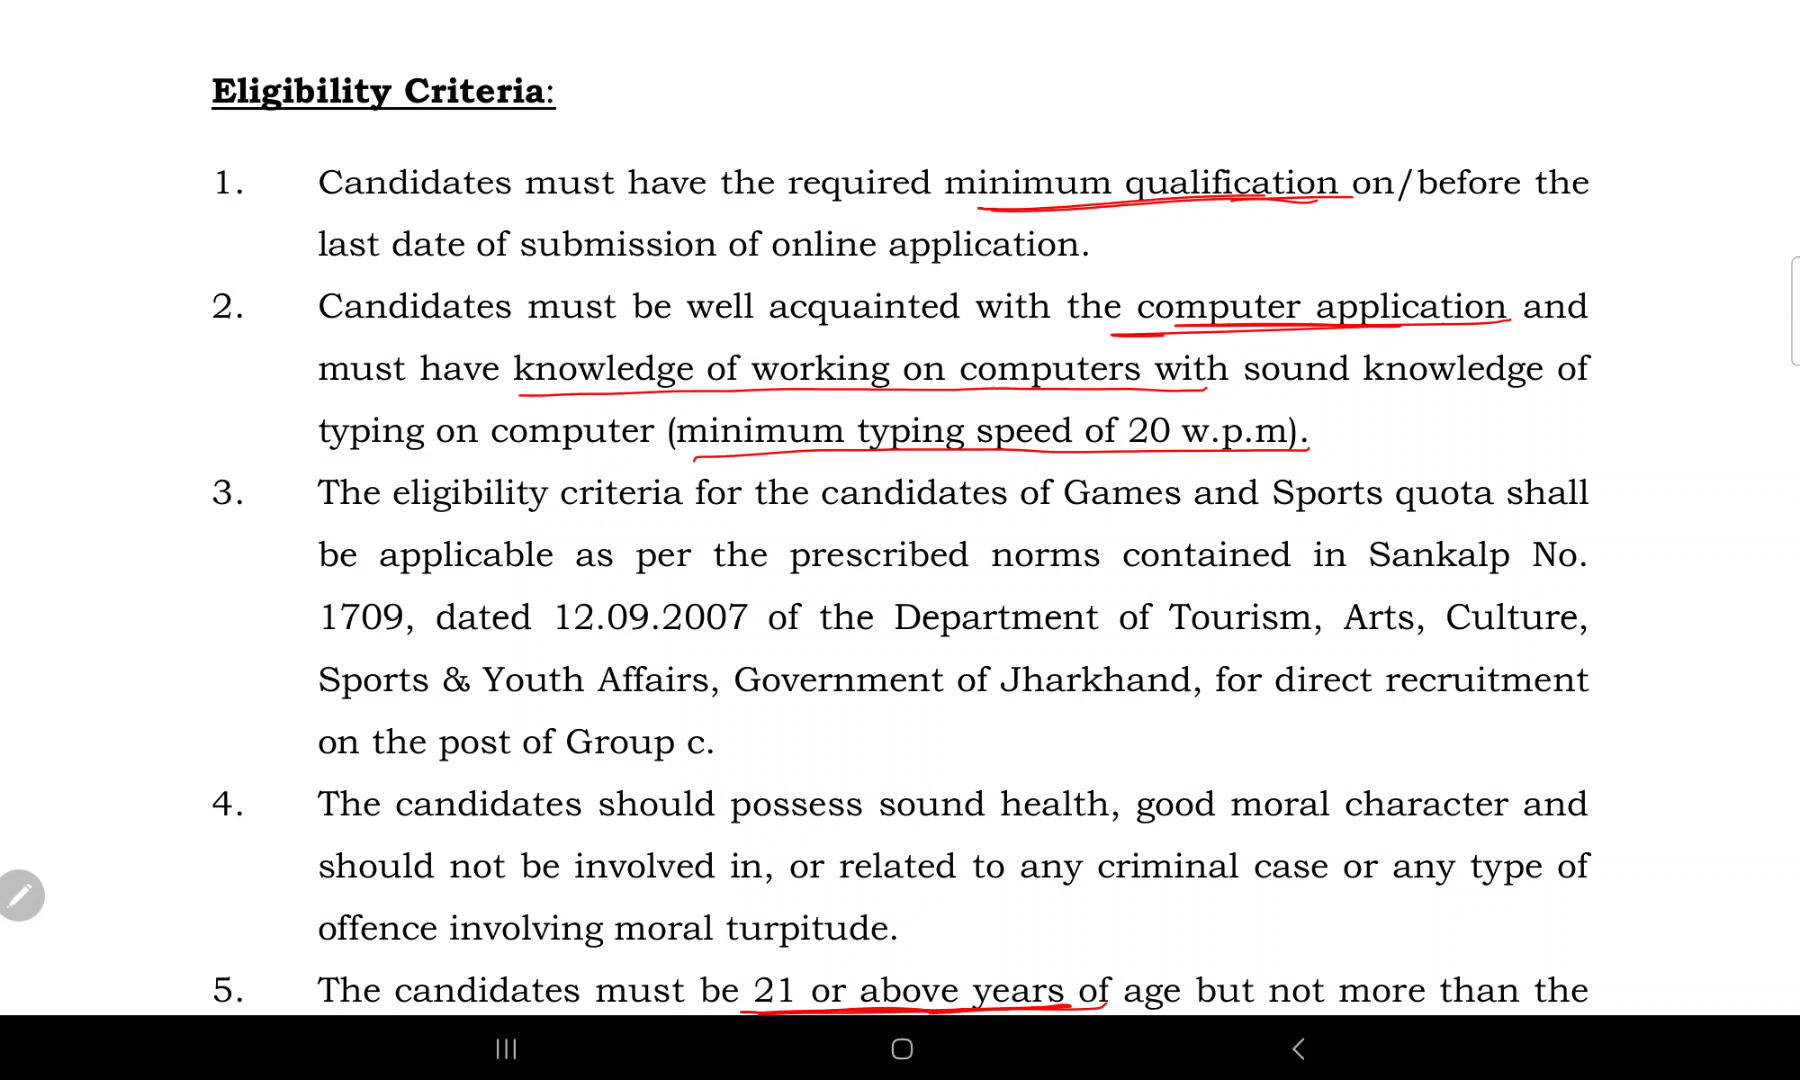 Eligibility Criteria:
1. Candidates must have the required minimum qualification on/before the
last date of submission of online application.
2. Candidates must be well acquainted with the computer application and
must have knowledge of working on computers with sound knowledge of
typing on computer (minimum typing speed of 20 w.p.m).
3. The eligibility criteria for the candidates of Games and Sports quota shall
be applicable as per the prescribed norms contained in Sankalp No.
1709, dated 12.09.2007 of the Department of Tourism, Arts, Culture,
Sports & Youth Affairs, Government of Jharkhand, for direct recruitment
on the post of Group c.
4. The candidates should possess sound health, good moral character and
should not be involved in, or related to any criminal case or any type of
offence involving moral turpitude.
5. The candidates must be 21 or above years of age but not more than the